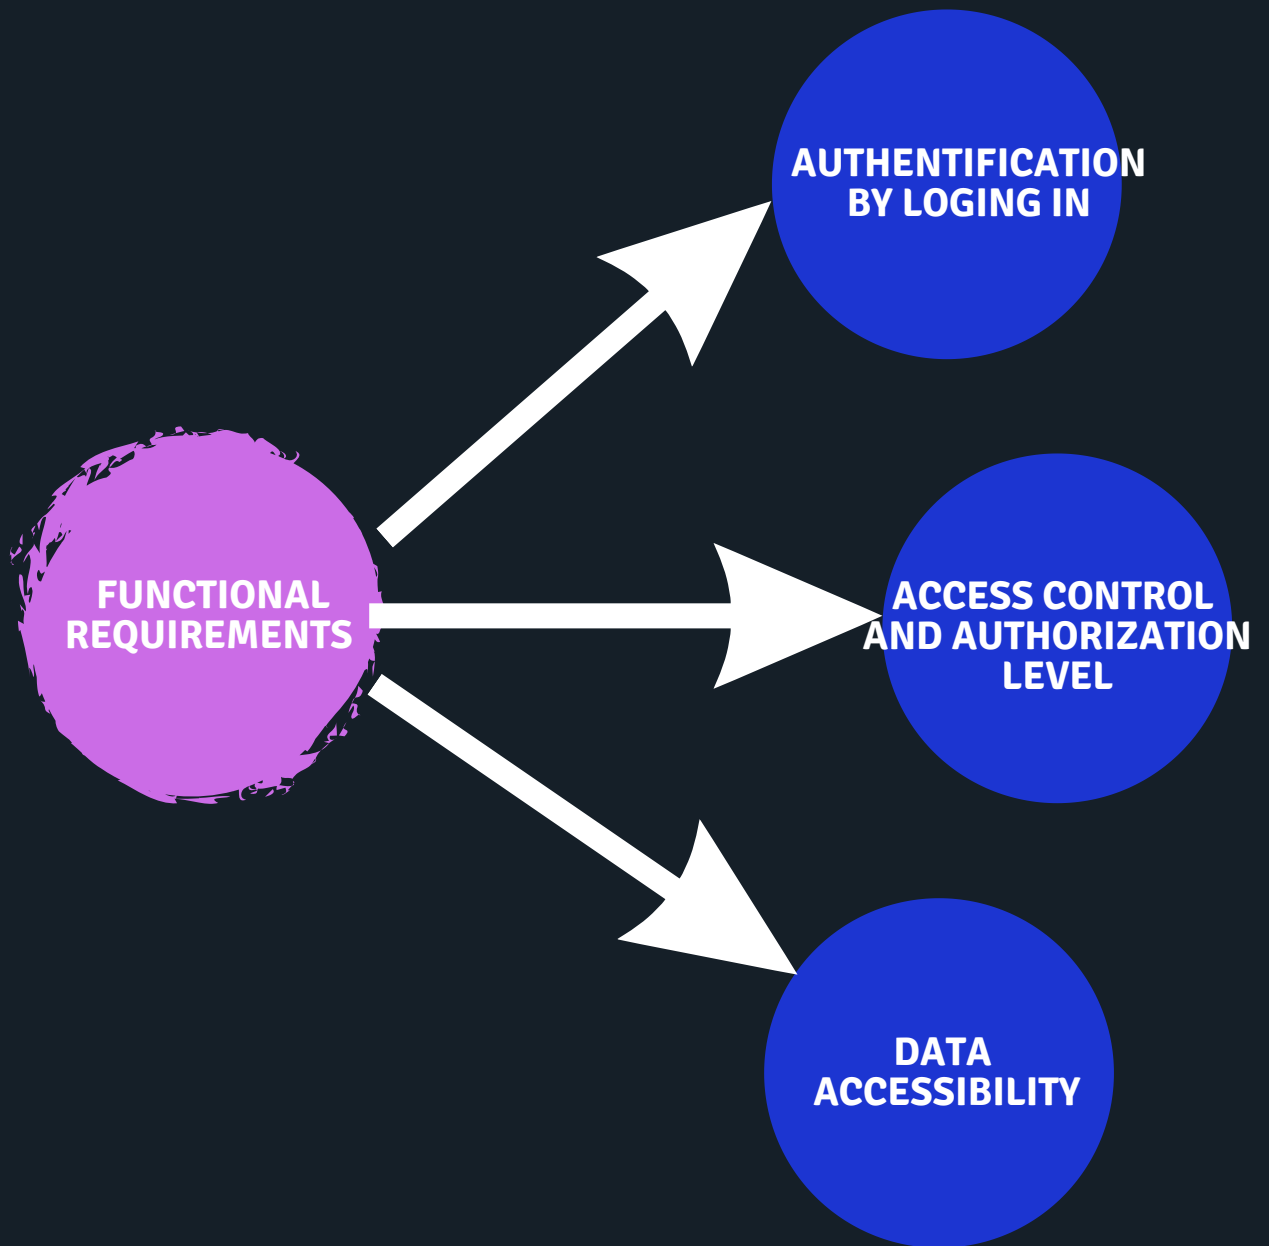 AUTHENTIFICATION
BY LOGING IN
FUNCTIONAL
REQUIREMENTS
ACCESS CONTROL
AND AUTHORIZATION
LEVEL
DATA
ACCESSIBILITY